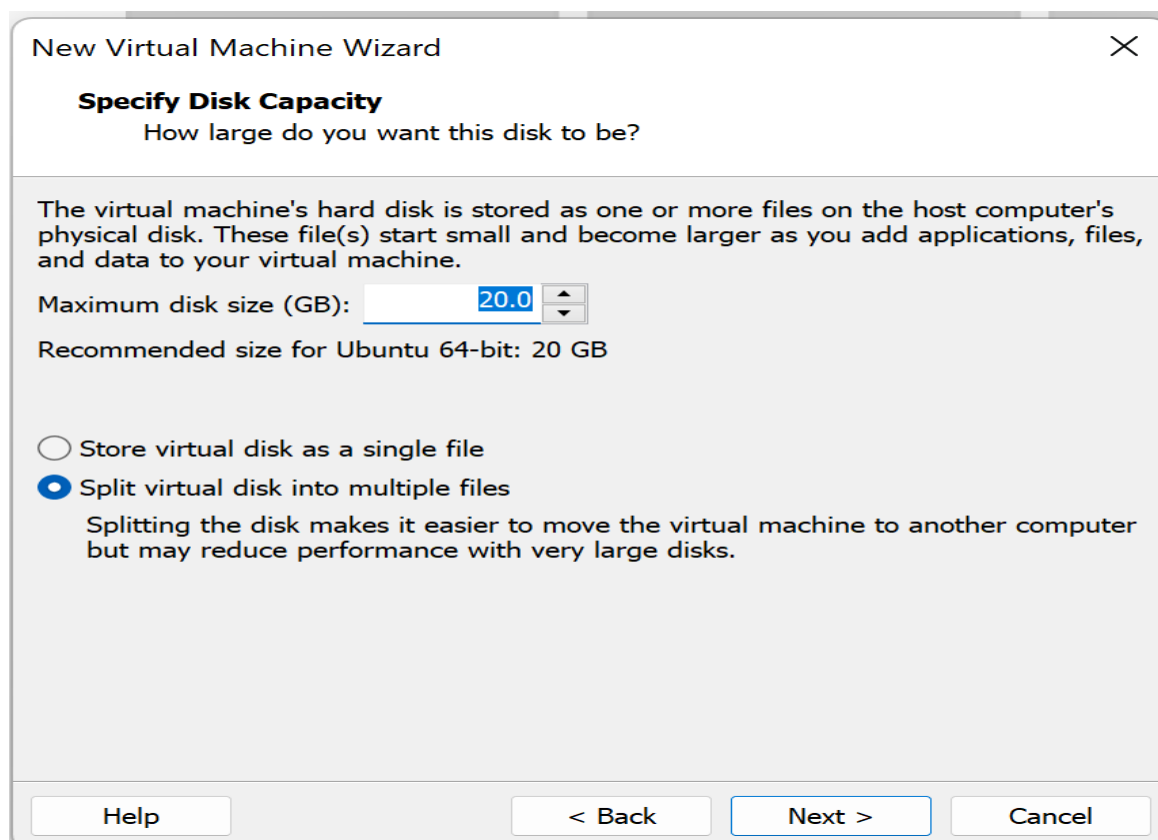 New Virtual Machine Wizard
Specify Disk Capacity
How large do you want this disk to be?
The virtual machine's hard disk is stored as one or more files on the host computer's
physical disk. These file(s) start small and become larger as you add applications, files,
and data to your virtual machine.
Maximum disk size (GB): 20.0
Recommended size for Ubuntu 64-bit: 20 GB
Store virtual disk as a single file
Split virtual disk into multiple files
Splitting the disk makes it easier to move the virtual machine to another computer
but may reduce performance with very large disks.
Help < Back Next > Cancel